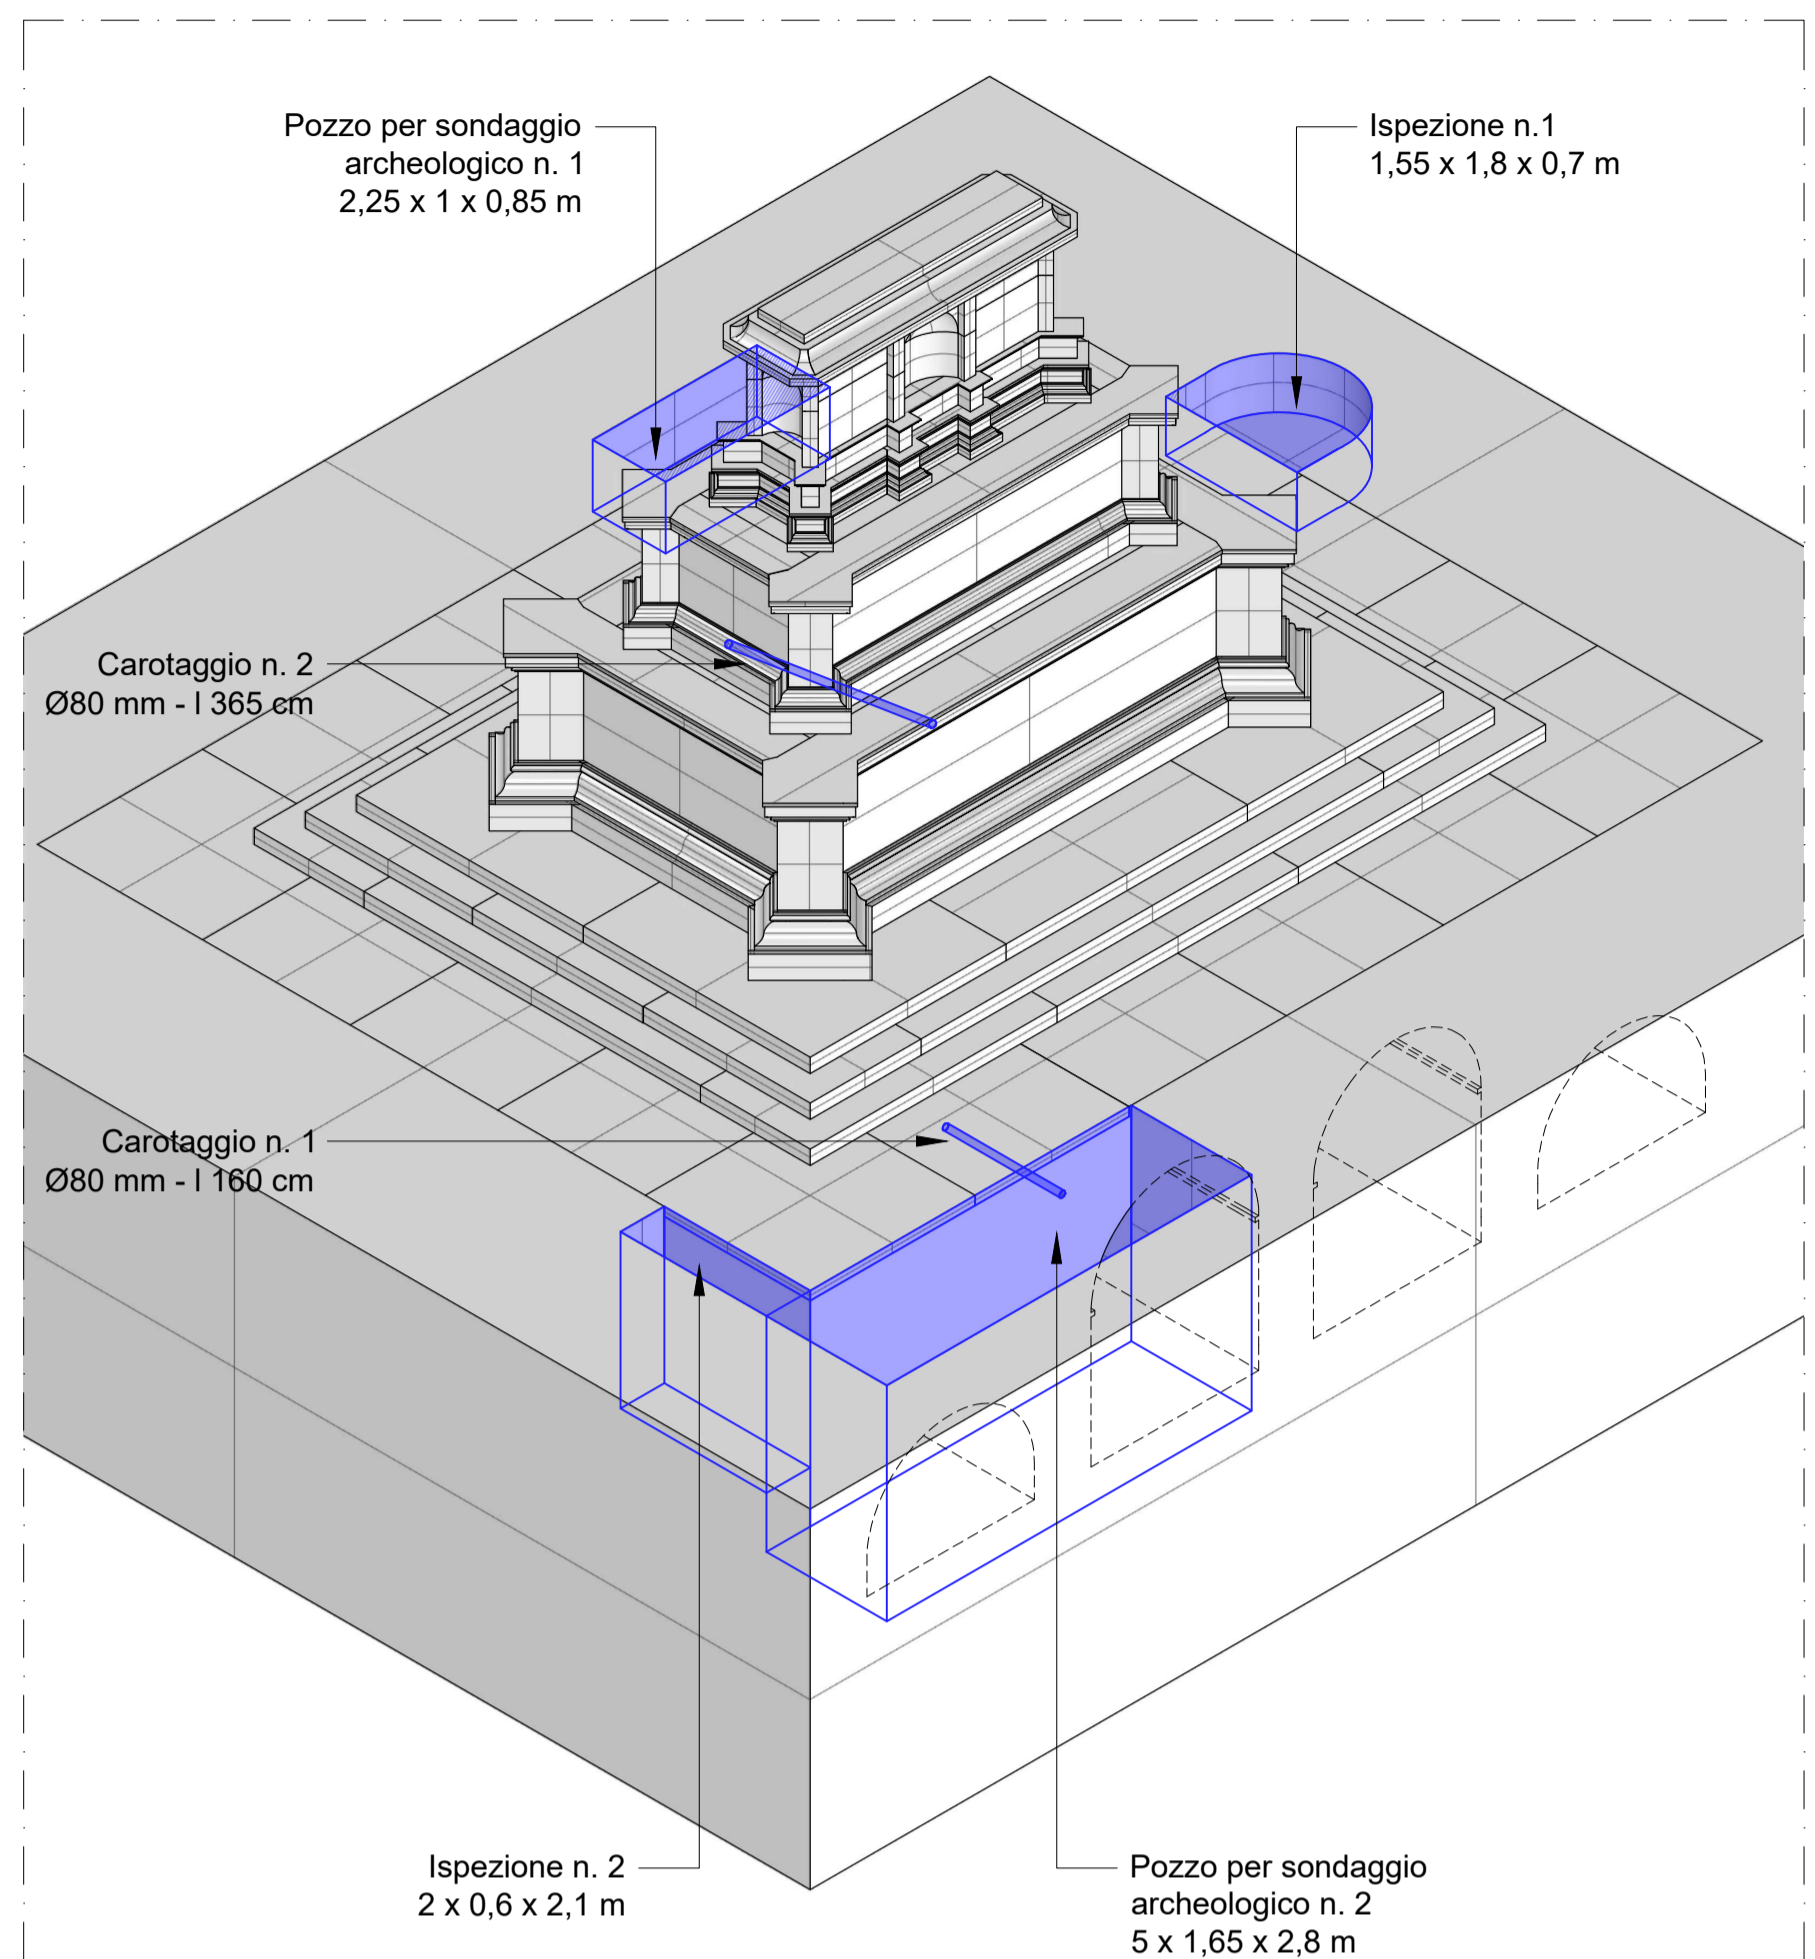 Pozzo per sondaggio
archeologico n. 1
2,25 x 1 x 0,85 m
Ispezione n.1
1,55 x 1,8 x 0,7 m
Carotaggio n. 2
Ø80 mm - l 365 cm
Carotaggio n. 1
Ø80 mm - l 160 cm
Ispezione n. 2
2 x 0,6 x 2,1 m
Pozzo per sondaggio
archeologico n. 2
5 x 1,65 x 2,8 m